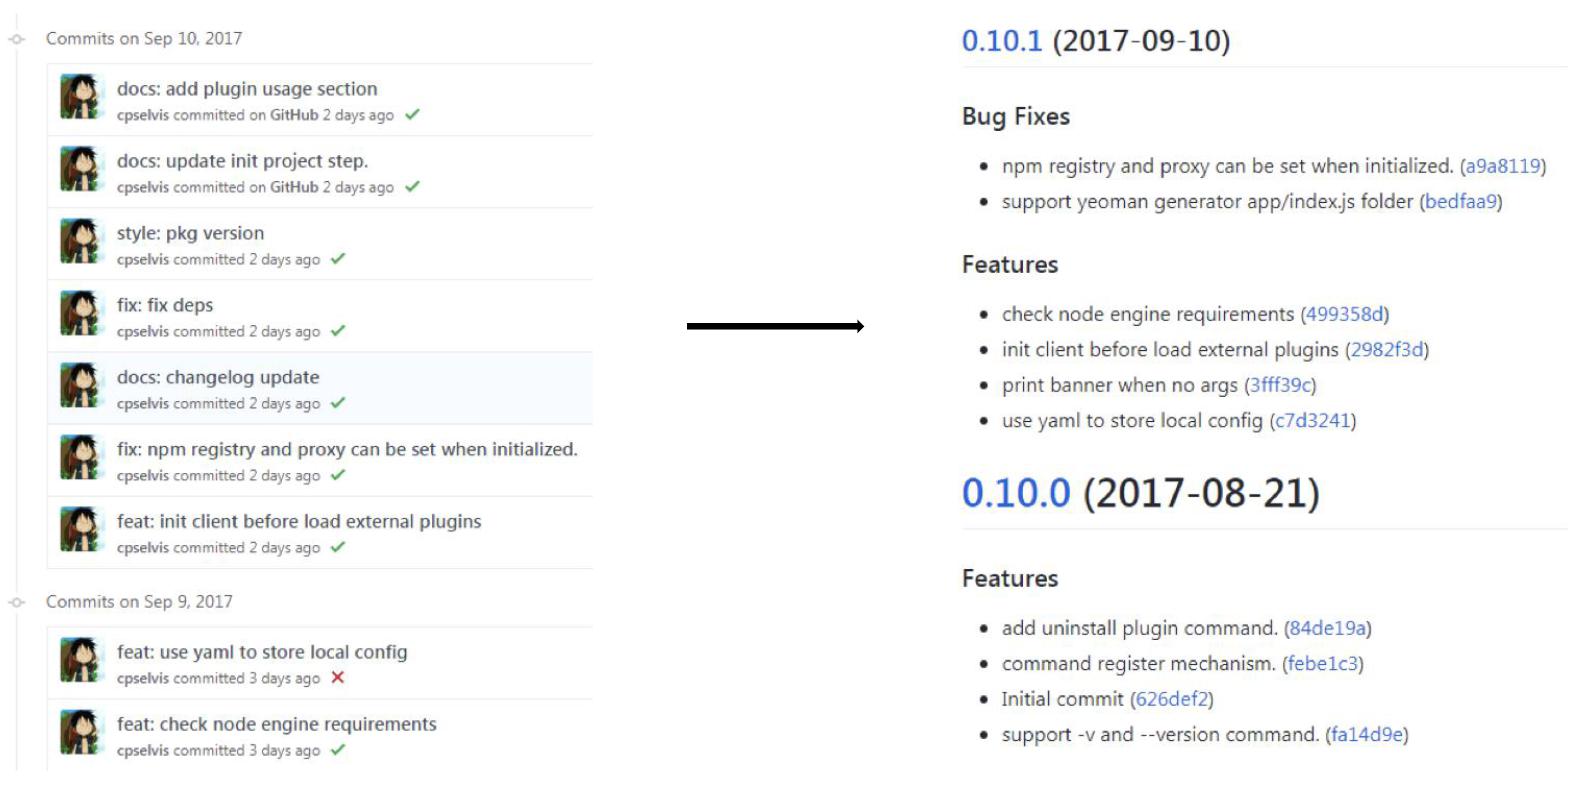 Commits on Sep 10, 2017
docs: add plugin usage section
cpselvis committed on GitHub 2 days ago
docs: update init project step.
cpselvis committed on GitHub 2 days ago
style: pkg version
cpselvis committed 2 days ago
fix: fix deps
cpselvis committed 2 days ago
docs: changelog update
cpselvis committed 2 days ago
fix: npm registry and proxy can be set when initialized.
cpselvis committed 2 days ago
feat: init client before load external plugins
cpselvis committed 2 days ago
Commits on Sep 9, 2017
feat: use yaml to store local config
cpselvis committed 3 days ago
feat: check node engine requirements
cpselvis committed 3 days ago
0.10.1 (2017-09-10)
Bug Fixes
• npm registry and proxy can be set when initialized. (a9a8119)
• support yeoman generator app/index.js folder (bedfaa9)
Features
• check node engine requirements (499358d)
• init client before load external plugins (2982f3d)
• print banner when no args (3fff39c)
• use yaml to store local config (c7d3241)
0.10.0 (2017-08-21)
Features
• add uninstall plugin command. (84de19a)
• command register mechanism. (febe1c3)
• Initial commit (626def2)
• support -v and --version command. (fa14d9e)